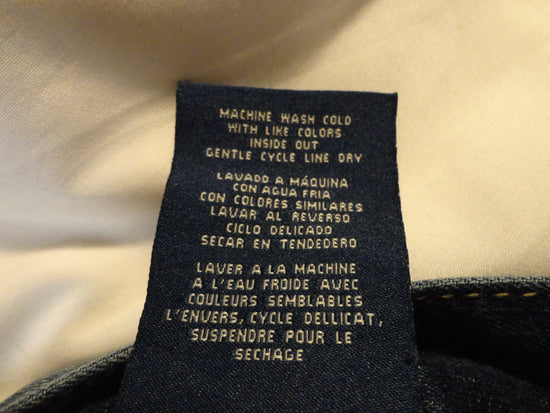 MACHINE WASH COLD
WITH LIKE COLORS
INSIDE OUT
GENTLE CYCLE LINE DRY
LAVADO A MÁQUINA
CON AGUA FRIA
CON COLORES SIMILARES
LAVAR AL REVERSO
CICLO DELICADO
SECAR EN TENDEDERO
LAVER A LA MACHINE
A L'EAU FROIDE AVEC
COULEURS SEMBLABLES
L'ENVERS, CYCLE DELLICAT,
SUSPENDRE POUR LE
SECHAGE